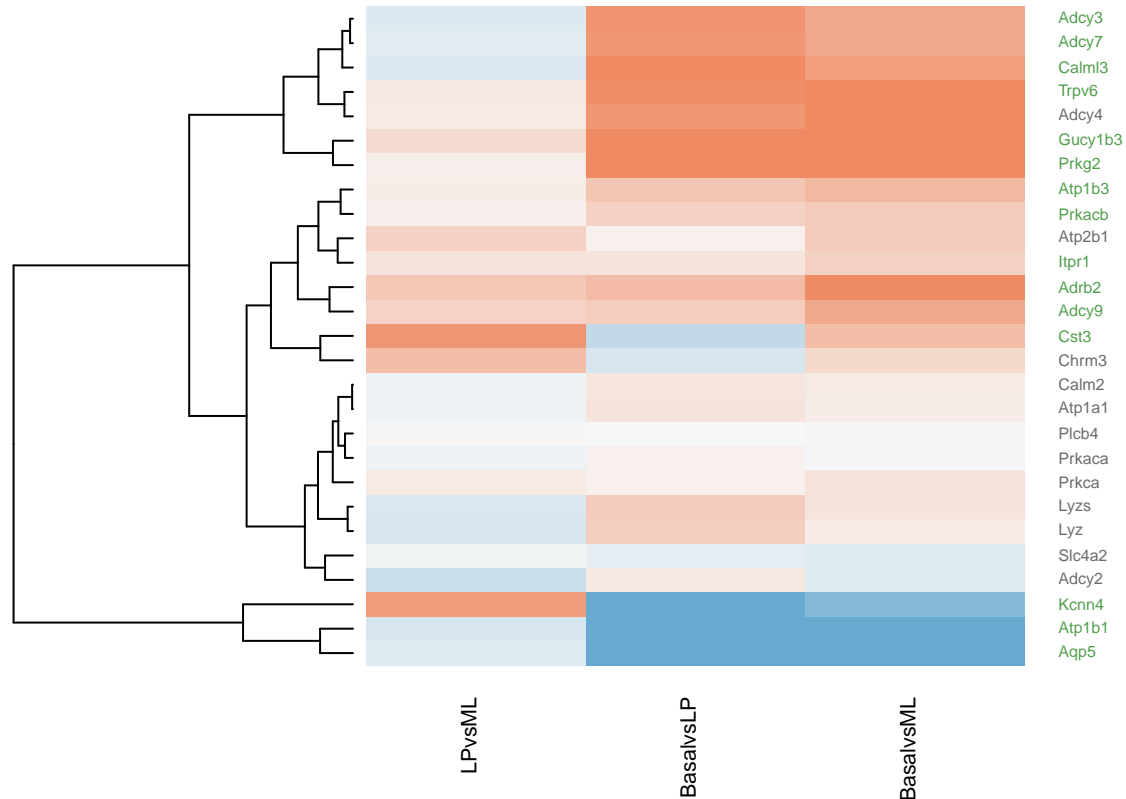 Adcy3
Adcy7
Calml3
Trpv6
Adcy4
Gucy1b3
Prkg2
Atp1b3
Prkacb
Atp2b1
Itpr1
Adrb2
Adcy9
Cst3
Chrm3
Calm2
Atp1a1
Plcb4
Prkaca
Prkca
Lyzs
Lyz
Slc4a2
Adcy2
Kcnn4
Atp1b1
Aqp5
LPvsML
BasalvsLP
BasalvsML